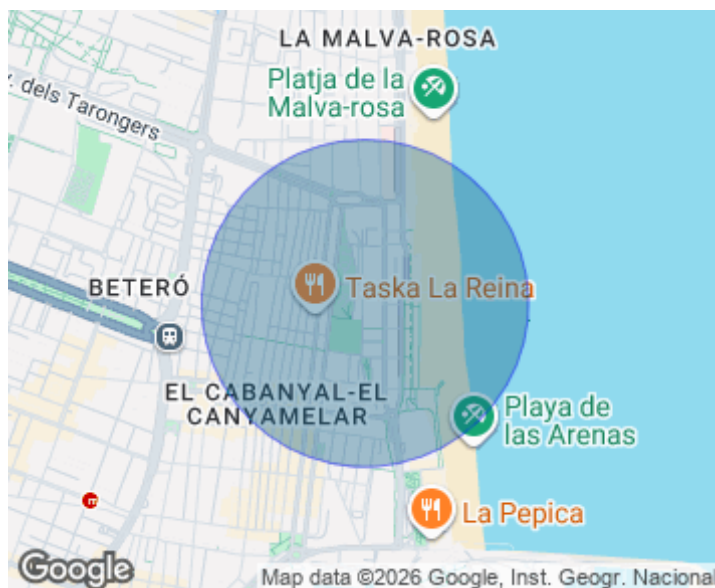 LA MALVA-ROSA
Platja de la
Malva-rosa
v. dels Tarongers
Taska La Reina
BETERÓ
EL CABANYAL-EL
CANYAMELAR
Playa de
las Arenas
La Pepica
m
Google
Map data ©2026 Google, Inst. Geogr. Nacional